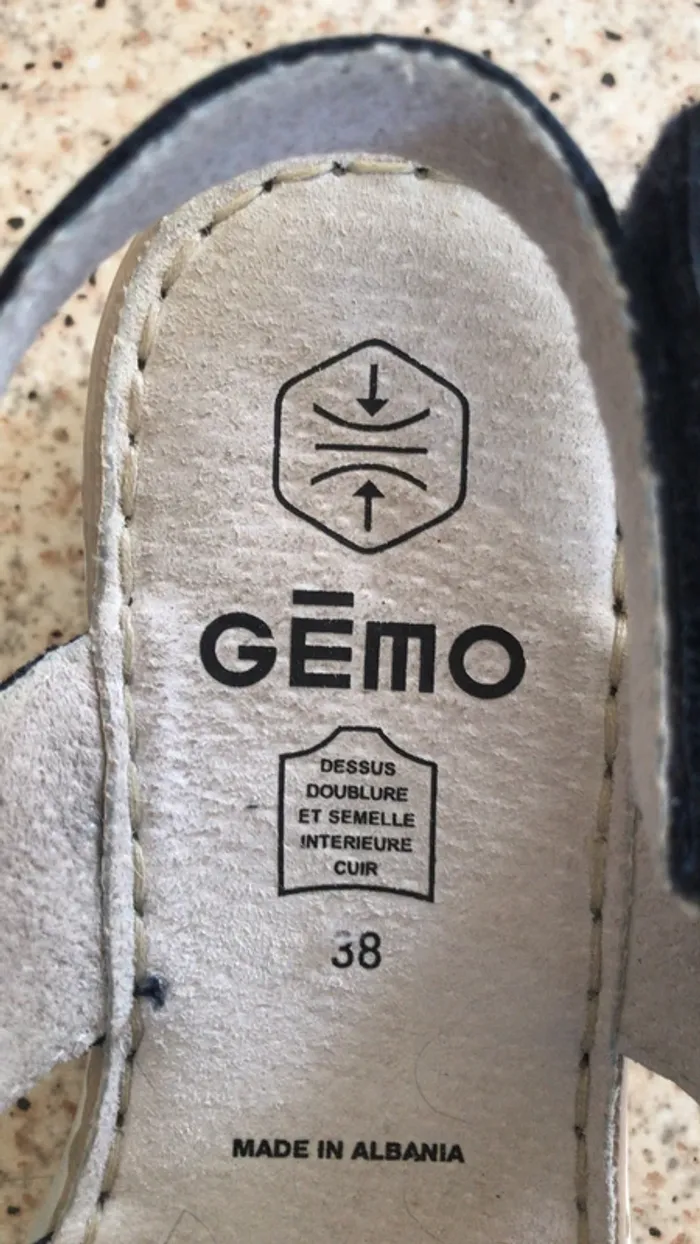 GĒMO
DESSUS
DOUBLURE
ET SEMELLE
INTERIEURE
CUIR
38
MADE IN ALBANIA